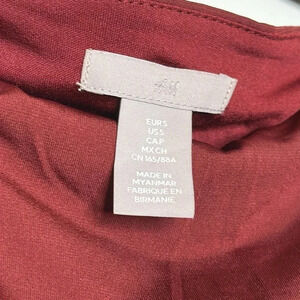 H&M
EUR S
US S
CA P
MX CH
CN 165/88A
MADE IN
MYANMAR
FABRIQUÉ EN
BIRMANIE